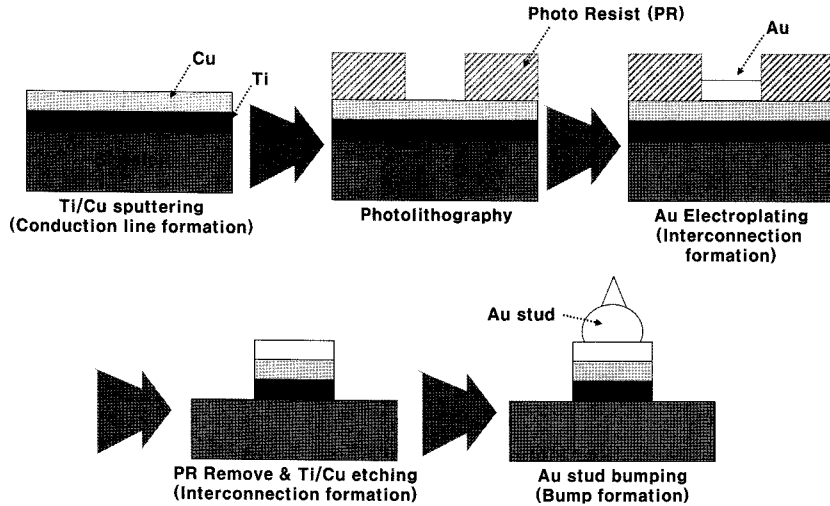 Photo Resist (PR)
Au
Cu
Ti
Ti/Cu sputtering
(Conduction line formation)
Photolithography
Au Electroplating
(Interconnection
formation)
Au stud
PR Remove & Ti/Cu etching
(Interconnection formation)
Au stud bumping
(Bump formation)